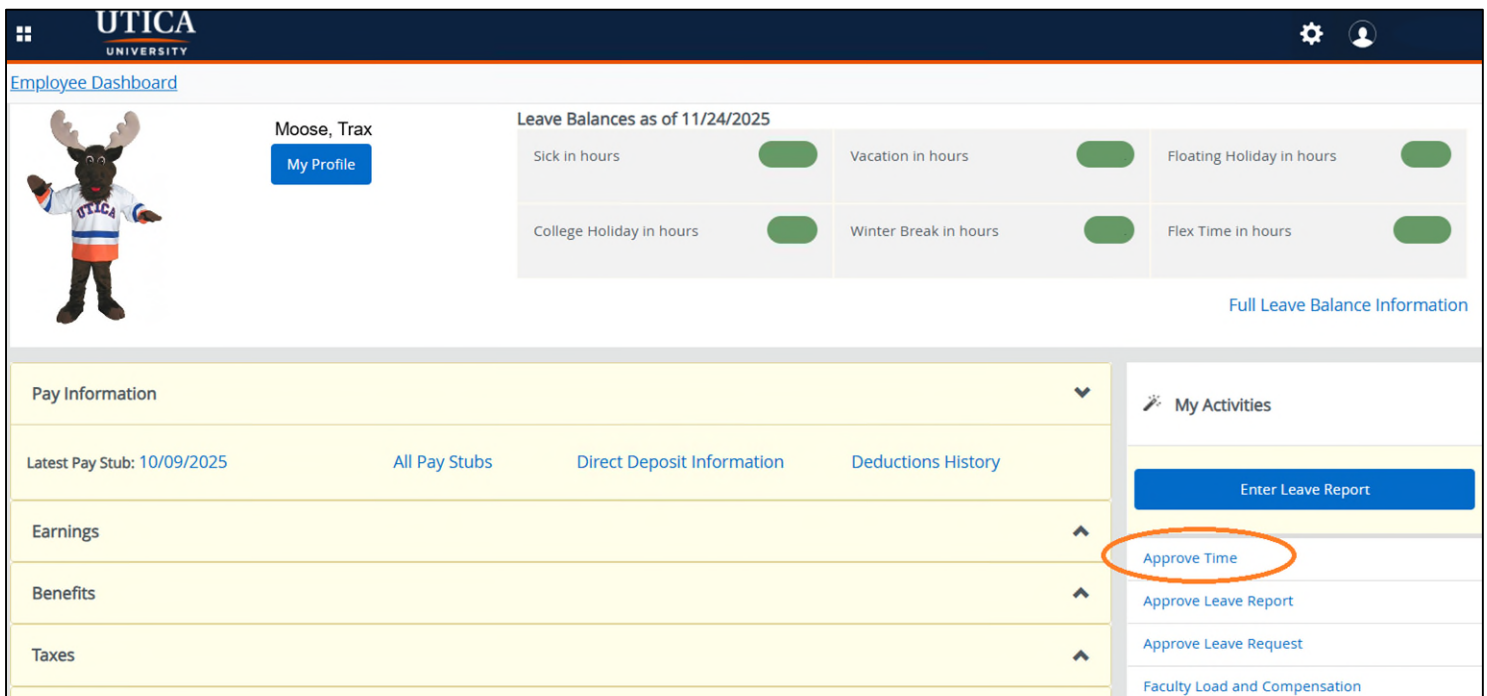 UTICA
UNIVERSITY
Employee Dashboard
Moose, Trax
My Profile
UTICA
Leave Balances as of 11/24/2025
Sick in hours
Vacation in hours
Floating Holiday in hours
College Holiday in hours
Winter Break in hours
Flex Time in hours
Full Leave Balance Information
Pay Information
Latest Pay Stub: 10/09/2025
All Pay Stubs
Direct Deposit Information
Deductions History
Earnings
Benefits
Taxes
My Activities
Enter Leave Report
Approve Time
Approve Leave Report
Approve Leave Request
Faculty Load and Compensation